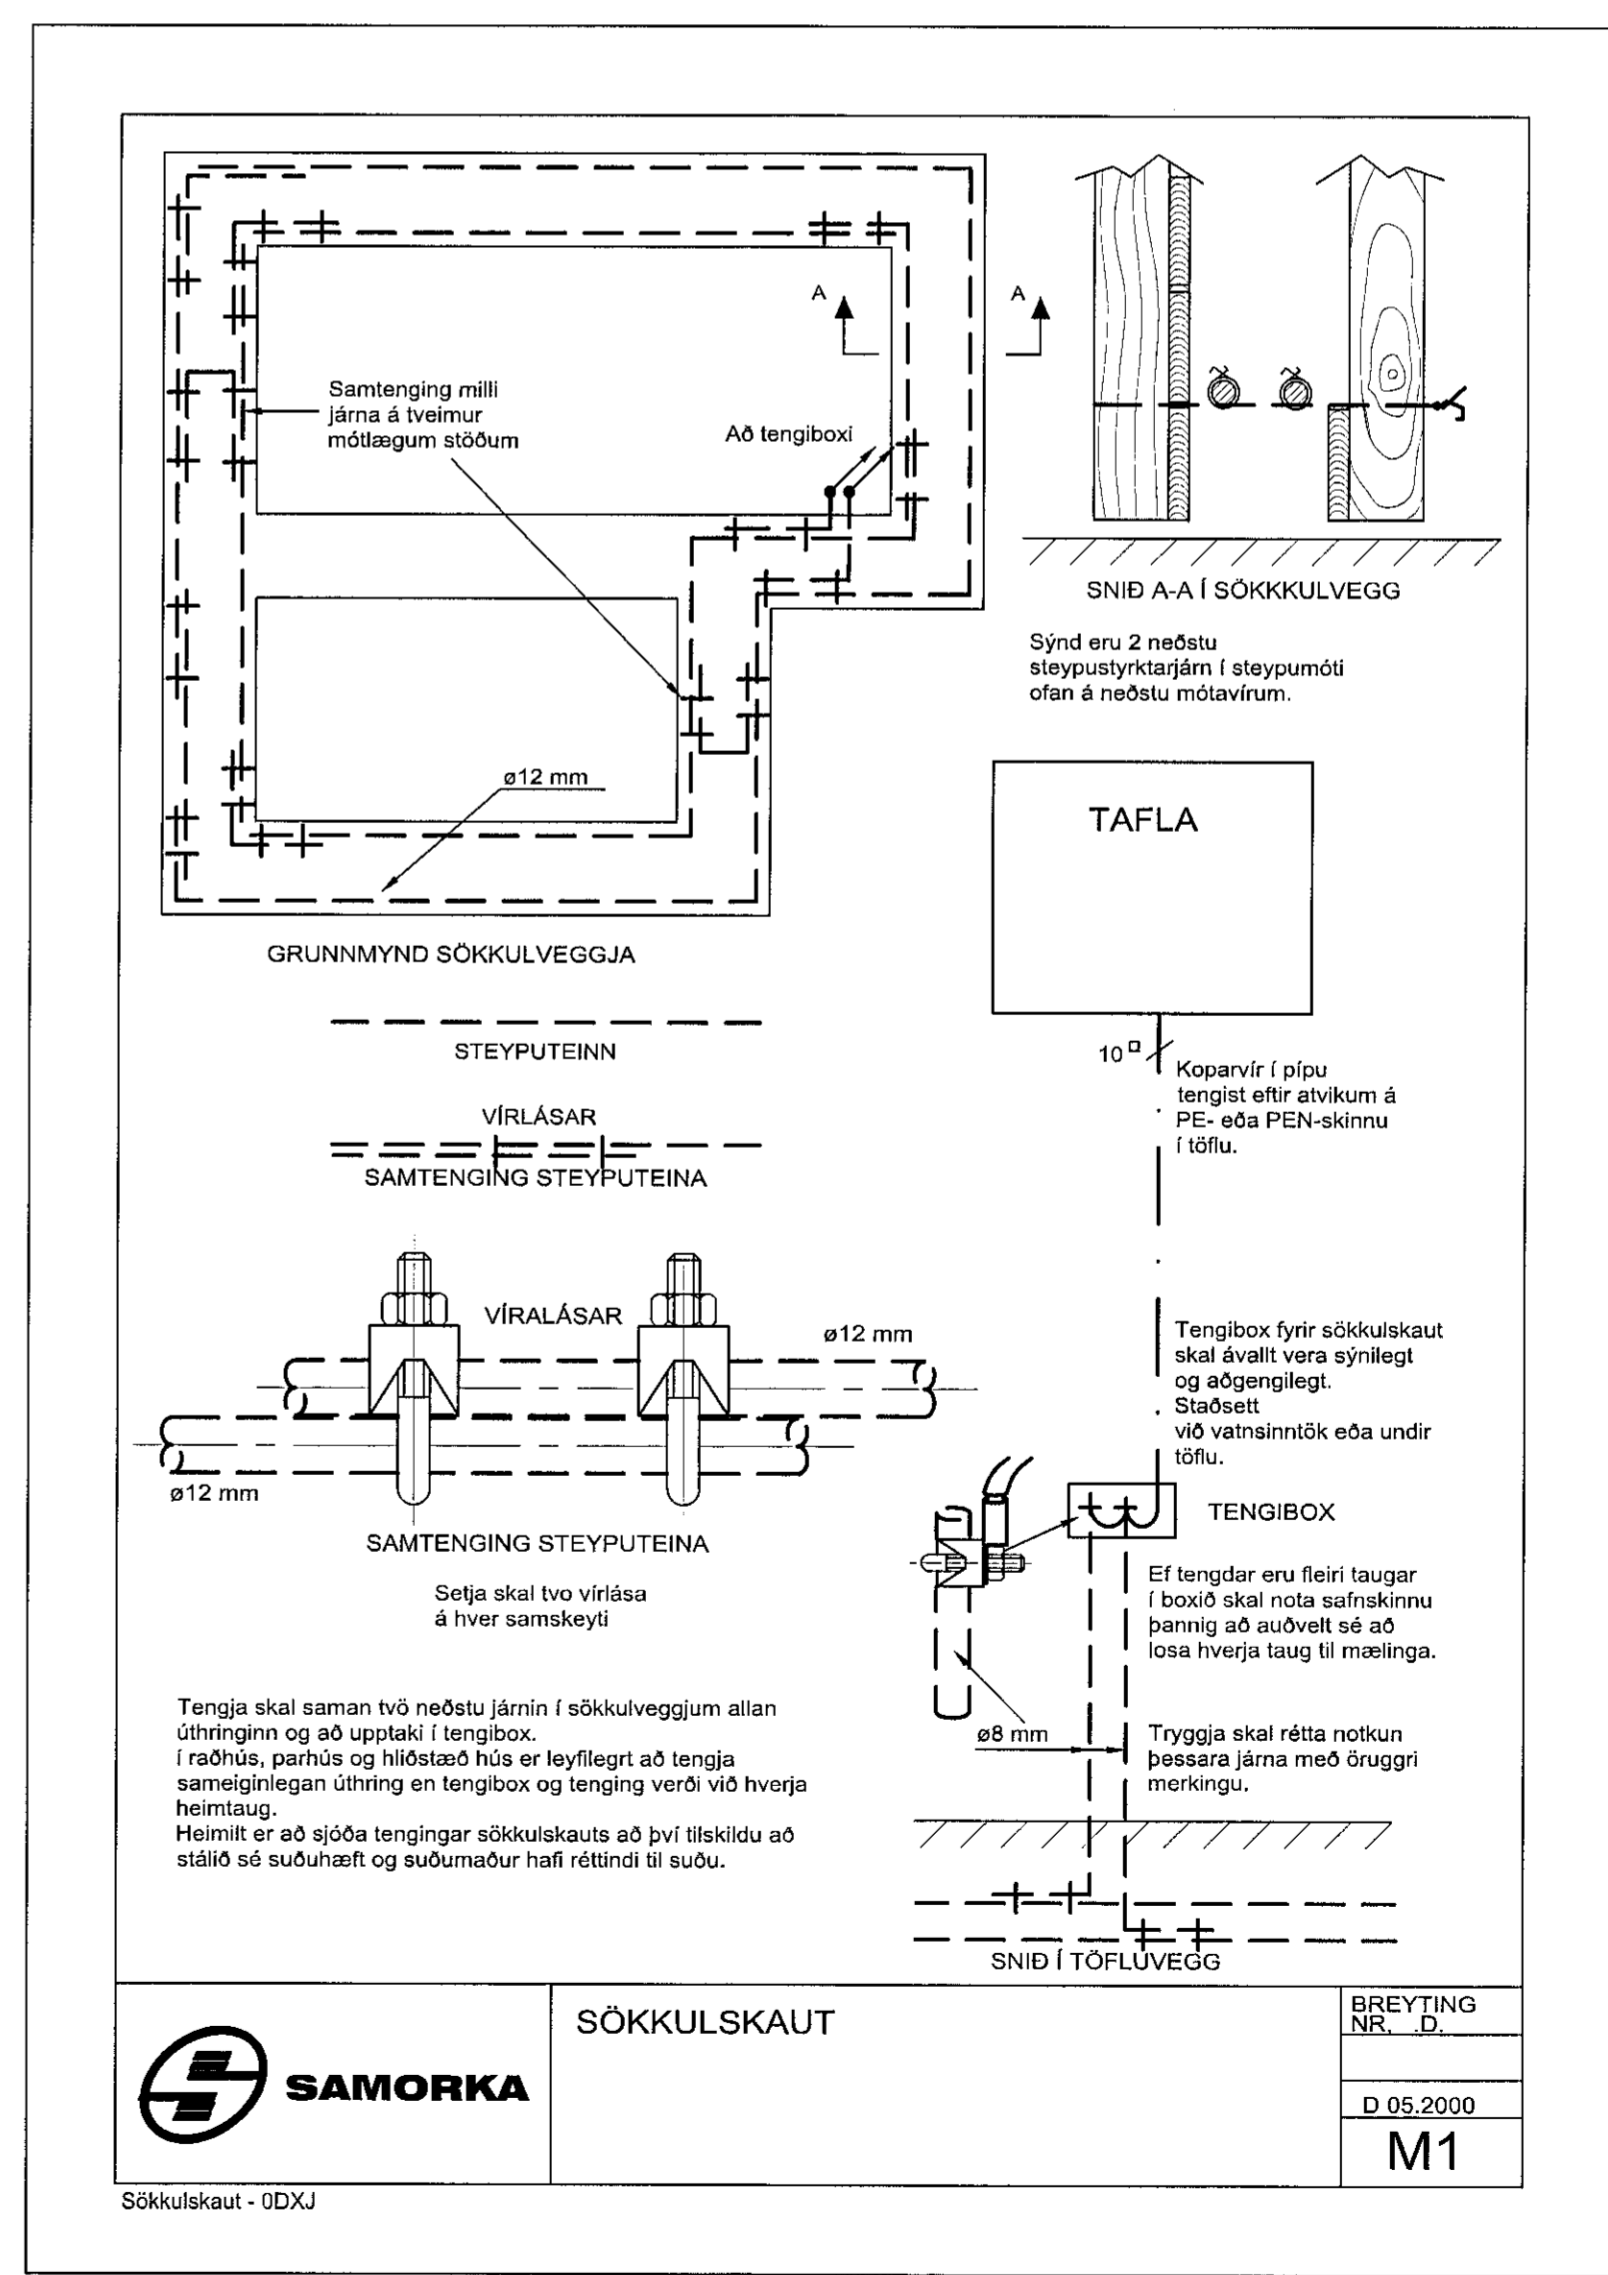 A
A
Samtenging milli
járna á tveimur
mótlægum stöðum
Að tengiboxi
ø12 mm
GRUNNMYND SÖKKULVEGGJA
SNIÐ A-A Í SÖKKKULVEGG
Sýnd eru 2 neðstu
steypustyrktarjárn í steypumóti
ofan á neðstu mótavírum.
TAFLA
STEYPUTEINN
VÍRLÁSAR
SAMTENGING STEYPUTEINA
10
Koparvír í pípu
tengist eftir atvikum á
PE- eða PEN-skinnu
í töflu.
VÍRALÁSAR
ø12 mm
ø12 mm
SAMTENGING STEYPUTEINA
Setja skal tvo vírlása
á hver samskeyti
Tengibox fyrir sökkulskaut
skal ávallt vera sýnilegt
og aðgengilegt.
Staðsett
við vatnsinntök eða undir
töflu.
TENGIBOX
Ef tengdar eru fleiri taugar
í boxið skal nota safnskinnu
þannig að auðvelt sé að
losa hverja taug til mælinga.
ø8 mm
Tryggja skal rétta notkun
þessara járna með öruggri
merkingu.
Tengja skal saman tvö neðstu járnin í sökkulveggjum allan
úthringinn og að upptaki í tengibox.
í raðhús, parhús og hliðstæð hús er leyfilegrt að tengja
sameiginlegan úthring en tengibox og tenging verði við hverja
heimtaug.
Heimilt er að sjóða tengingar sökkulskauts að því tilskildu að
stálið sé suðuhæft og suðumaður hafi réttindi til suðu.
SNIÐ Í TÖFLUVEGG
SAMORKA
SÖKKULSKAUT
BREYTING
NR. .D.
D 05.2000
M1
Sökkulskaut - 0DXJ